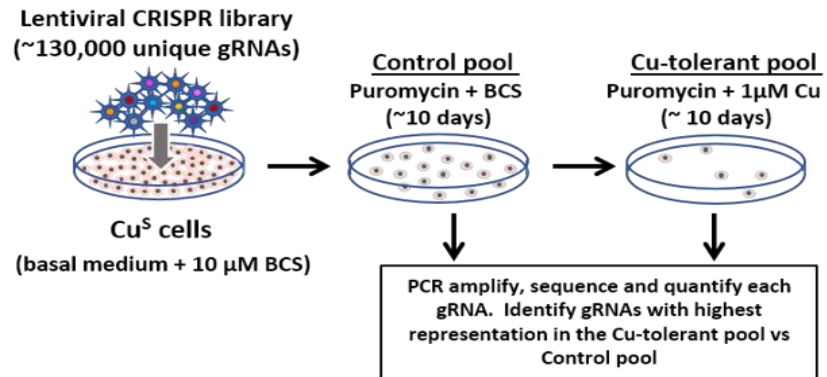 Lentiviral CRISPR library
(~130,000 unique gRNAs)
Control pool
Puromycin + BCS
(~10 days)
Cu-tolerant pool
Puromycin + 1µM Cu
(~ 10 days)
Cuˢ cells
(basal medium + 10 µM BCS)
PCR amplify, sequence and quantify each
gRNA. Identify gRNAs with highest
representation in the Cu-tolerant pool vs
Control pool